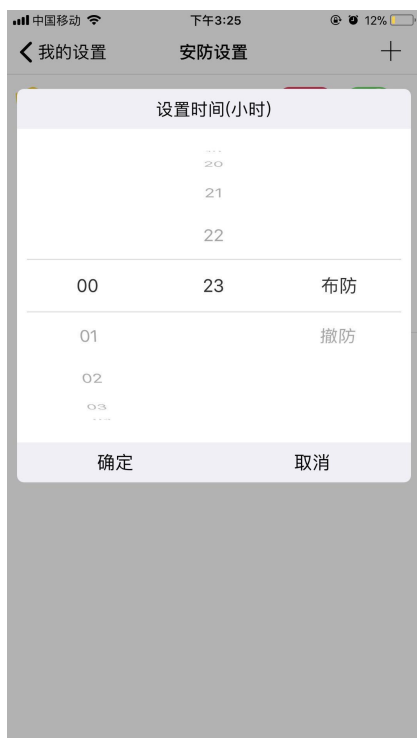 中国移动 下午3:25 12%
我的设置 安防设置
设置时间(小时)
20
21
22
00 23 布防
01 撤防
02
03
确定 取消